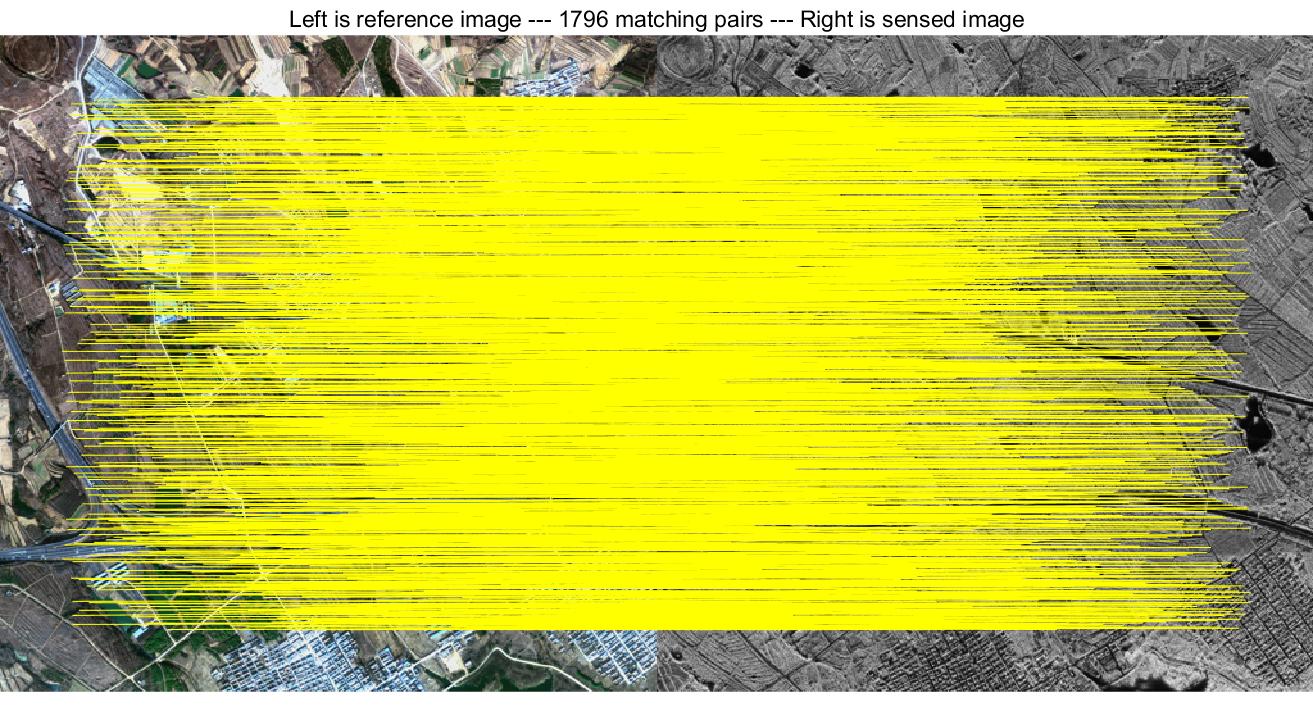 Left is reference image --- 1796 matching pairs --- Right is sensed image